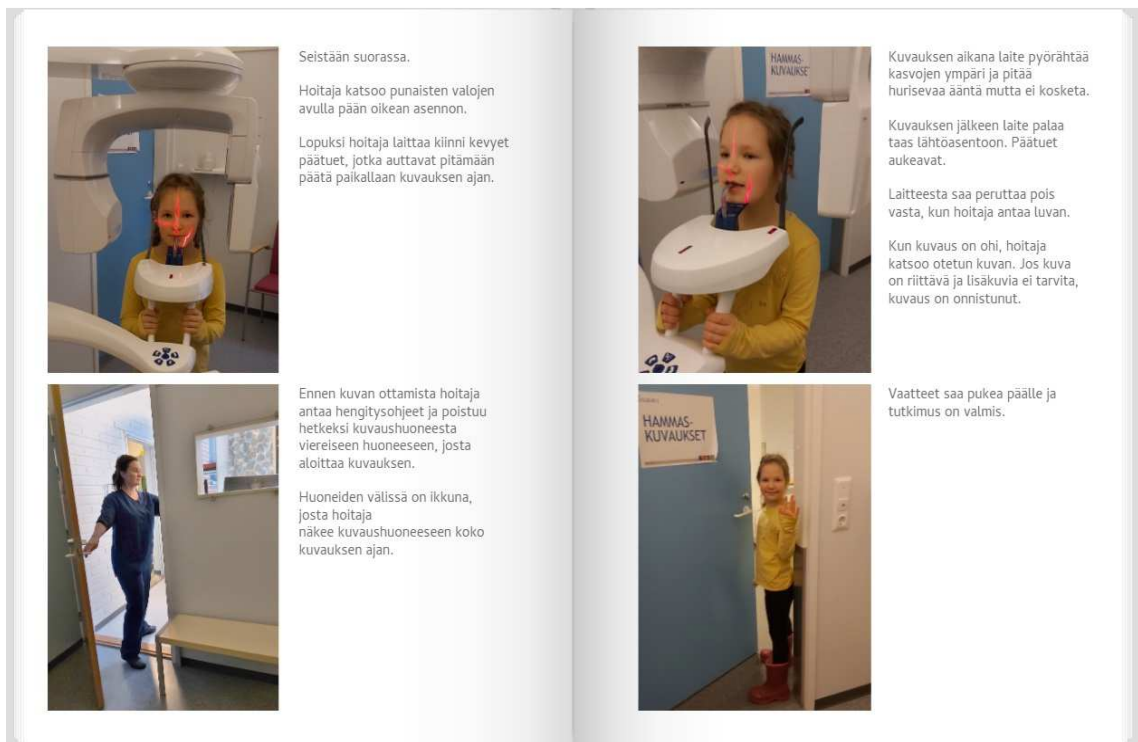 Seistään suorassa.
Hoitaja katsoo punaisten valojen
avulla pään oikean asennon.
Lopuksi hoitaja laittaa kiinni kevyet
päätuet, jotka auttavat pitämään
päätä paikallaan kuvauksen ajan.
Ennen kuvan ottamista hoitaja
antaa hengitysohjeet ja poistuu
hetkeksi kuvaushuoneesta
viereiseen huoneeseen, josta
aloittaa kuvauksen.
Huoneiden välissä on ikkuna,
josta hoitaja
näkee kuvaushuoneeseen koko
kuvauksen ajan.
HAMMAS-
KUVAUKSET
Kuvauksen aikana laite pyörähtää
kasvojen ympäri ja pitää
hurisevaa ääntä mutta ei kosketa.
Kuvauksen jälkeen laite palaa
taas lähtöasentoon. Päätuet
aukeavat.
Laitteesta saa peruttaa pois
vasta, kun hoitaja antaa luvan.
Kun kuvaus on ohi, hoitaja
katsoo otetun kuvan. Jos kuva
on riittävä ja lisäkuvia ei tarvita,
kuvaus on onnistunut.
HAMMAS-
KUVAUKSET
Vaatteet saa pukea päälle ja
tutkimus on valmis.